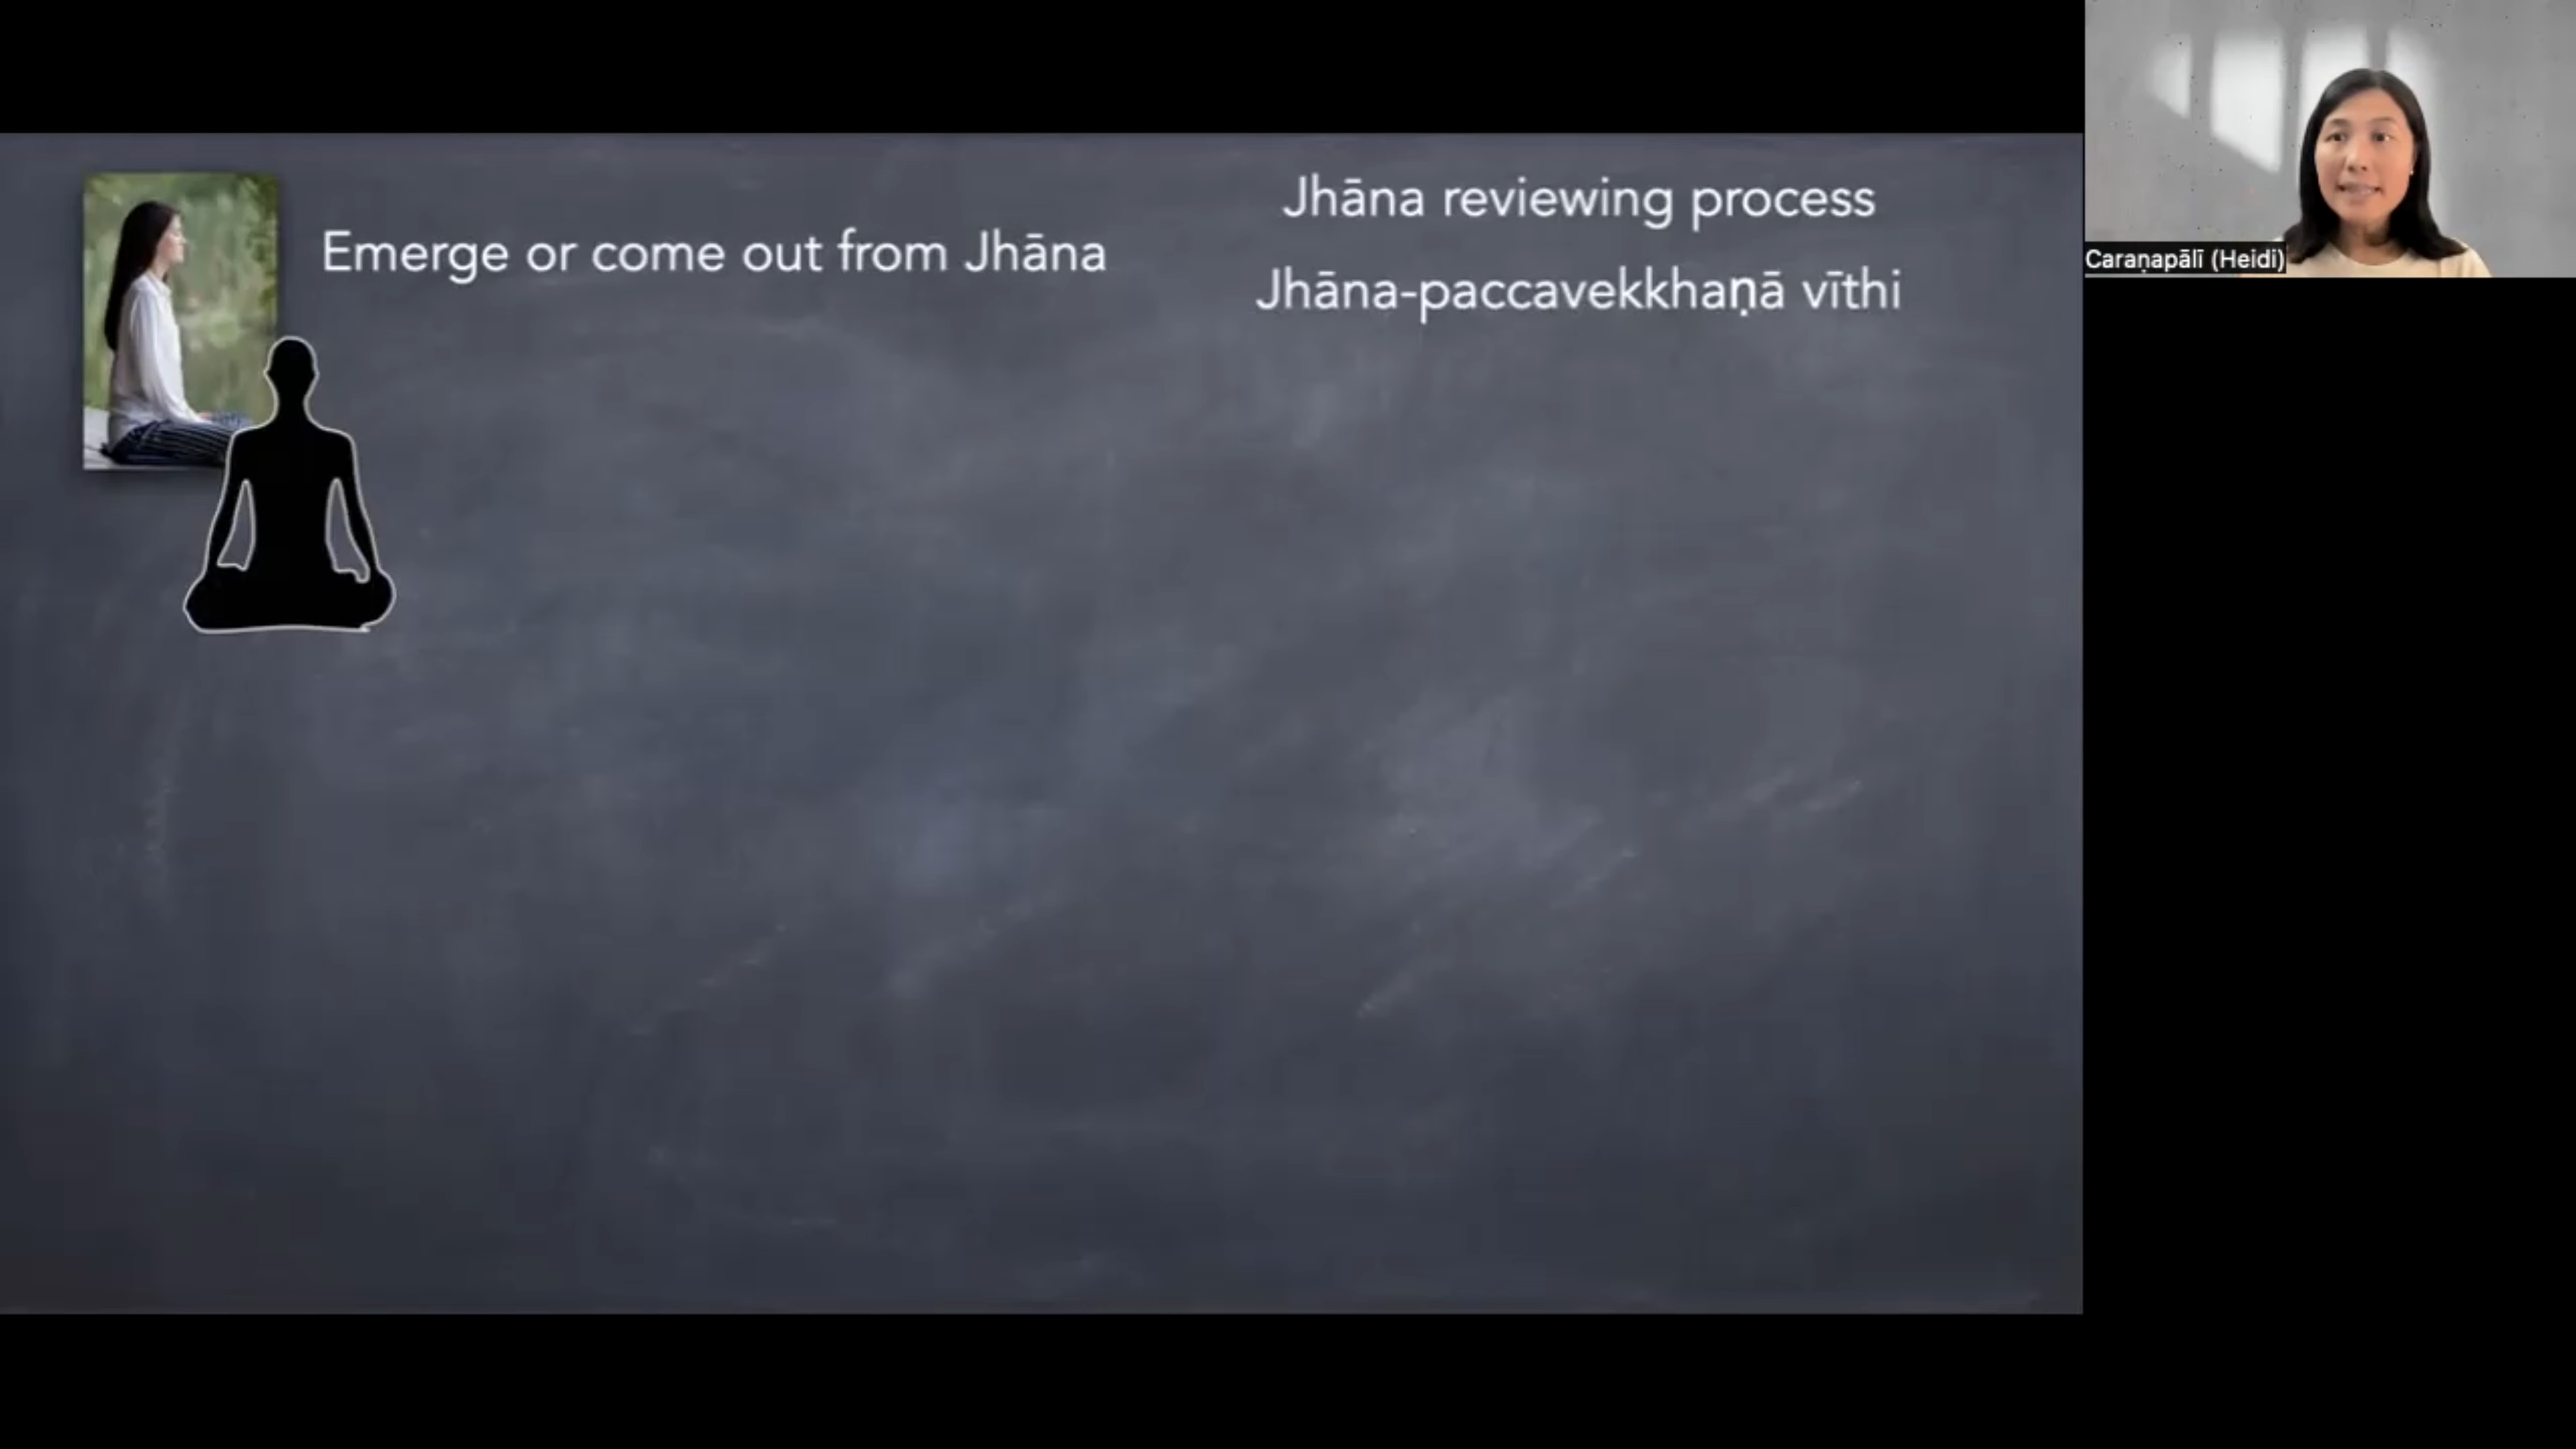 Emerge or come out from Jhāna
Jhāna reviewing process
Jhāna-paccavekkhaṇā vīthi
Caraṇapālī (Heidi)